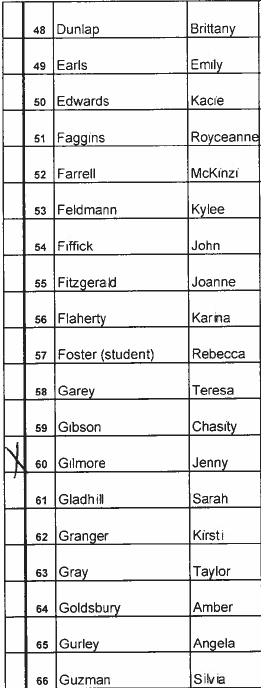 48 Dunlap Brittany
49 Earls Emily
50 Edwards Kacie
51 Faggins Royceanne
52 Farrell McKinzi
53 Feldmann Kylee
54 Fiffick John
55 Fitzgerald Joanne
56 Flaherty Karina
57 Foster (student) Rebecca
58 Garey Teresa
59 Gibson Chasity
X 60 Gilmore Jenny
61 Gladhill Sarah
62 Granger Kirsti
63 Gray Taylor
64 Goldsbury Amber
65 Gurley Angela
66 Guzman Silvia